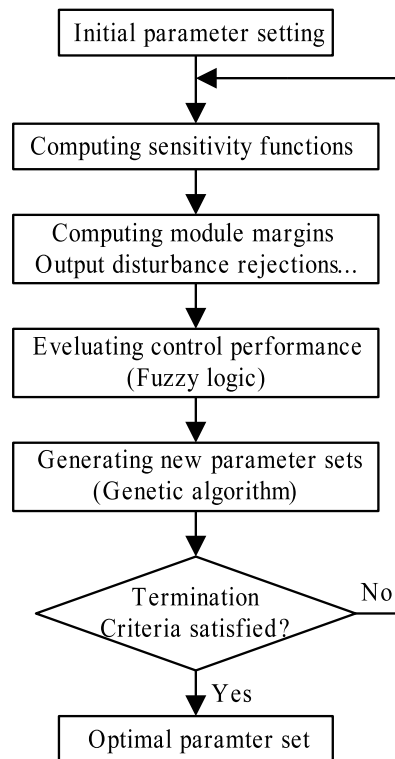 Initial parameter setting
Computing sensitivity functions
Computing module margins
Output disturbance rejections...
Eveluating control performance
(Fuzzy logic)
Generating new parameter sets
(Genetic algorithm)
Termination
Criteria satisfied?
No
Yes
Optimal paramter set